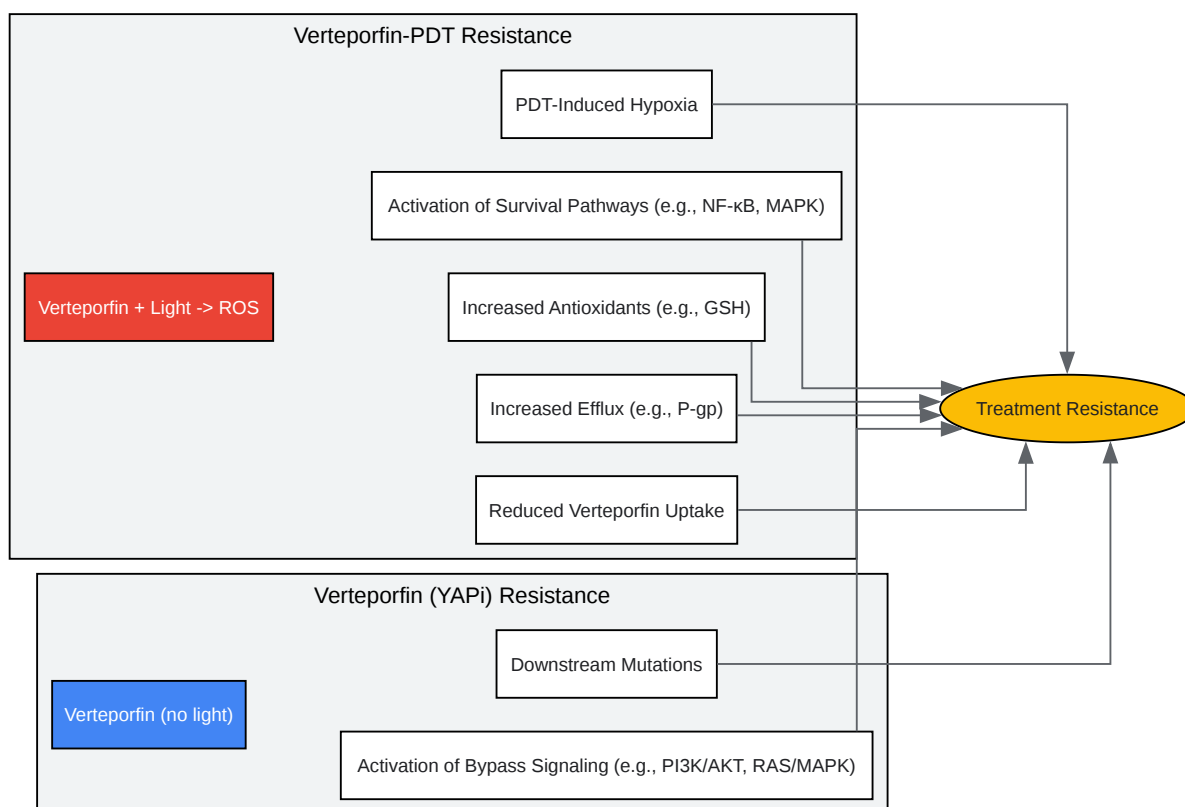 Verteporfin-PDT Resistance
PDT-Induced Hypoxia
Activation of Survival Pathways (e.g., NF-κB, MAPK)
Verteporfin + Light -> ROS
Increased Antioxidants (e.g., GSH)
Increased Efflux (e.g., P-gp)
Treatment Resistance
Reduced Verteporfin Uptake
Verteporfin (YAPi) Resistance
Downstream Mutations
Verteporfin (no light)
Activation of Bypass Signaling (e.g., PI3K/AKT, RAS/MAPK)